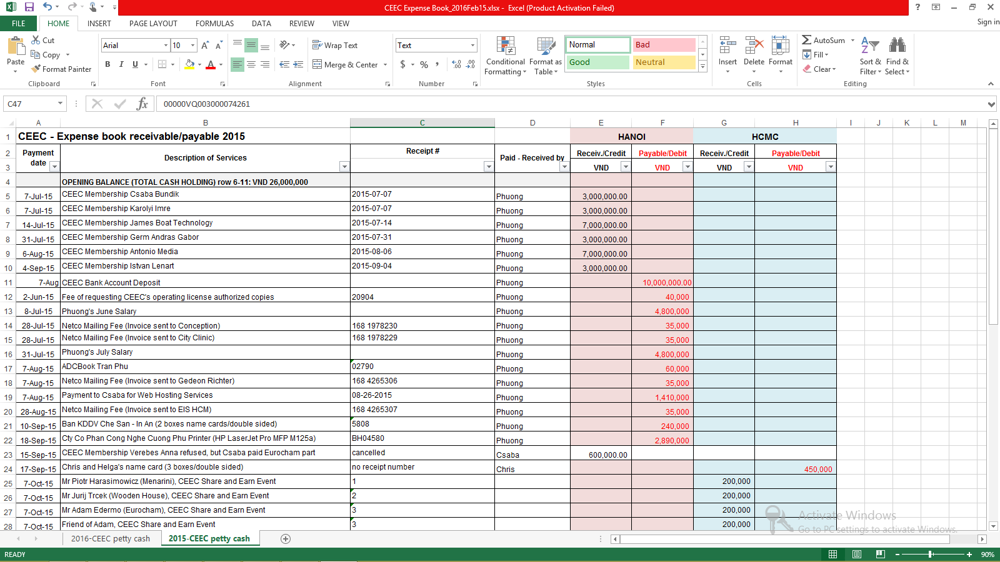 CEEC Expense Book_2016Feb15.xlsx - Excel (Product Activation Failed)
?
FILE HOME INSERT PAGE LAYOUT FORMULAS DATA REVIEW VIEW Sign in
Paste
Cut
Copy
Format Painter
Clipboard
Arial 10
B I U
Font
Wrap Text
Merge & Center
Alignment
Text
$ % ,
Number
Conditional Formatting
Format as Table
Normal Bad
Good Neutral
Styles
Insert Delete Format
Cells
AutoSum
Fill
Clear
Sort & Filter
Find & Select
Editing
C47 fx 00000VQ003000074261
A B C D E F G H I J K L M
1 CEEC - Expense book receivable/payable 2015 HANOI HCMC
2 Payment date Description of Services Receipt # Paid - Received by Receiv./Credit Payable/Debit Receiv./Credit Payable/Debit
3 VND VND VND VND
4 OPENING BALANCE (TOTAL CASH HOLDING) row 6-11: VND 26,000,000
5 7-Jul-15 CEEC Membership Csaba Bundik 2015-07-07 Phuong 3,000,000.00
6 7-Jul-15 CEEC Membership Karolyi Imre 2015-07-07 Phuong 3,000,000.00
7 14-Jul-15 CEEC Membership James Boat Technology 2015-07-14 Phuong 7,000,000.00
8 31-Jul-15 CEEC Membership Germ Andras Gabor 2015-07-31 Phuong 3,000,000.00
9 6-Aug-15 CEEC Membership Antonio Media 2015-08-06 Phuong 7,000,000.00
10 4-Sep-15 CEEC Membership Istvan Lenart 2015-09-04 Phuong 3,000,000.00
11 7-Aug CEEC Bank Account Deposit Phuong 10,000,000.00
12 2-Jun-15 Fee of requesting CEEC's operating license authorized copies 20904 Phuong 40,000
13 8-Jul-15 Phuong's June Salary Phuong 4,800,000
14 28-Jul-15 Netco Mailing Fee (Invoice sent to Conception) 168 1978230 Phuong 35,000
15 28-Jul-15 Netco Mailing Fee (Invoice sent to City Clinic) 168 1978229 Phuong 35,000
16 31-Jul-15 Phuong's July Salary Phuong 4,800,000
17 7-Aug-15 ADCBook Tran Phu 02790 Phuong 60,000
18 7-Aug-15 Netco Mailing Fee (Invoice sent to Gedeon Richter) 168 4265306 Phuong 35,000
19 7-Aug-15 Payment to Csaba for Web Hosting Services 08-26-2015 Phuong 1,410,000
20 28-Aug-15 Netco Mailing Fee (Invoice sent to EIS HCM) 168 4265307 Phuong 35,000
21 10-Sep-15 Ban KDDV Che San - In An (2 boxes name cards/double sided) 5808 Phuong 240,000
22 18-Sep-15 Cty Co Phan Cong Nghe Cuong Phu Printer (HP LaserJet Pro MFP M125a) BH04580 Phuong 2,890,000
23 15-Sep-15 CEEC Membership Verebes Anna refused, but Csaba paid Eurocham part cancelled Csaba 600,000.00
24 17-Sep-15 Chris and Helga's name card (3 boxes/double sided) no receipt number Chris 450,000
25 7-Oct-15 Mr Piotr Harasimowicz (Menarini), CEEC Share and Earn Event 1 200,000
26 7-Oct-15 Mr Jurij Trcek (Wooden House), CEEC Share and Earn Event 2 200,000
27 7-Oct-15 Mr Adam Edermo (Eurocham), CEEC Share and Earn Event 3 200,000
28 7-Oct-15 Friend of Adam, CEEC Share and Earn Event 3 200,000
Activate Windows
Go to PC settings to activate Windows.
2016-CEEC petty cash 2015-CEEC petty cash
READY 90%